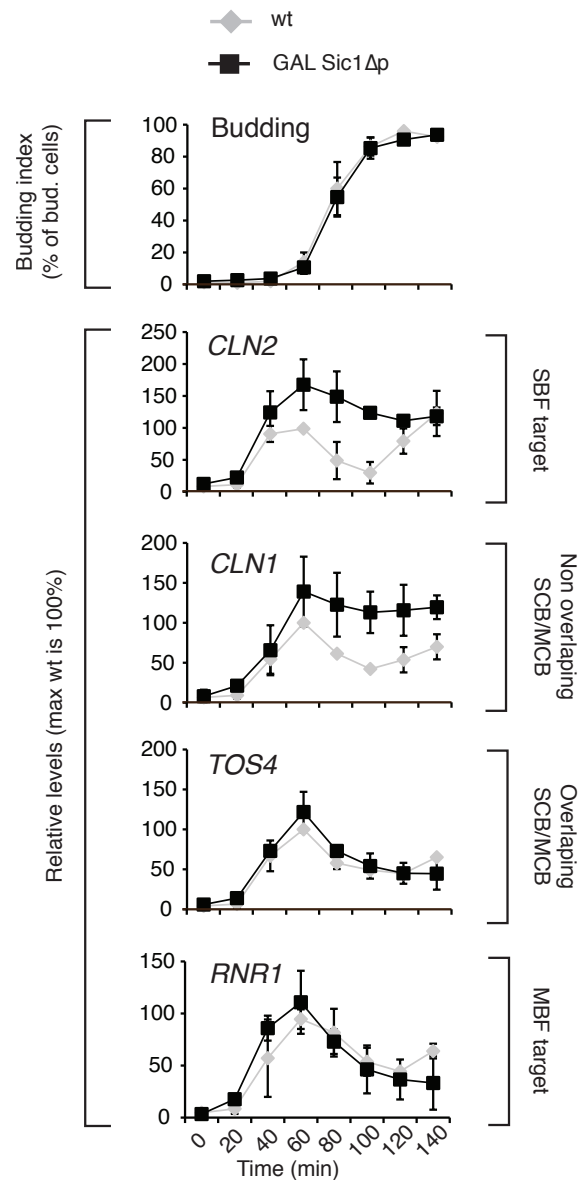 wt
GAL Sic1Δp
Budding index
(% of bud. cells)
Budding
100
80
60
40
20
0
Relative levels (max wt is 100%)
CLN2
250
200
150
100
50
0
SBF target
CLN1
200
150
100
50
0
Non overlaping
SCB/MCB
TOS4
200
150
100
50
0
Overlaping
SCB/MCB
RNR1
150
100
50
0
MBF target
0 20 40 60 80 100 120 140
Time (min)